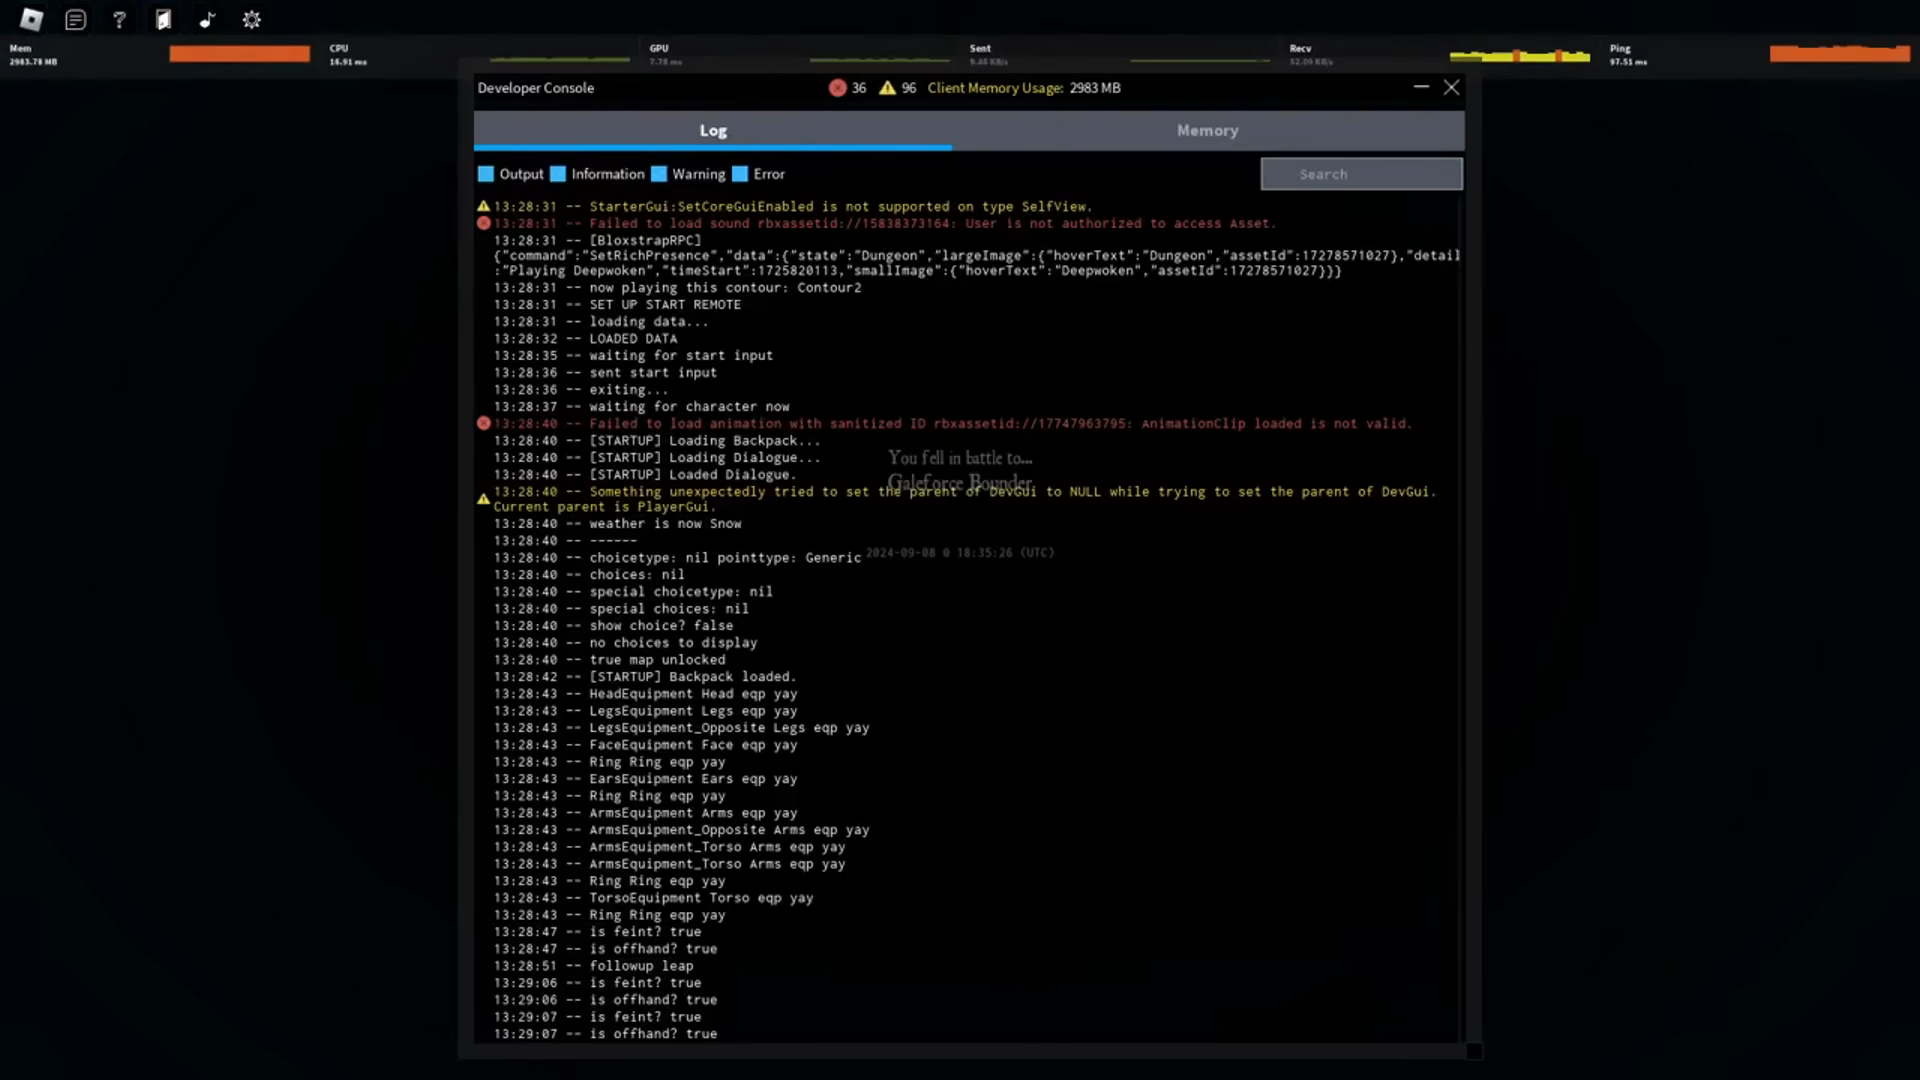 Mem
2983.78 MB
CPU
16.91 ms
GPU
7.78 ms
Sent
9.46 KB/s
Recv
52.09 KB/s
Ping
97.51 ms
Developer Console
36
96
Client Memory Usage: 2983 MB
Log
Memory
Output
Information
Warning
Error
Search
13:28:31 -- StarterGui:SetCoreGuiEnabled is not supported on type SelfView.
13:28:31 -- Failed to load sound rbxassetid://15838373164: User is not authorized to access Asset.
13:28:31 -- [BloxstrapRPC]
{"command":"SetRichPresence","data":{"state":"Dungeon","largeImage":{"hoverText":"Dungeon","assetId":17278571027},"detail
:"Playing Deepwoken","timeStart":1725820113,"smallImage":{"hoverText":"Deepwoken","assetId":17278571027}}}
13:28:31 -- now playing this contour: Contour2
13:28:31 -- SET UP START REMOTE
13:28:31 -- loading data...
13:28:32 -- LOADED DATA
13:28:35 -- waiting for start input
13:28:36 -- sent start input
13:28:36 -- exiting...
13:28:37 -- waiting for character now
13:28:40 -- Failed to load animation with sanitized ID rbxassetid://17747963795: AnimationClip loaded is not valid.
13:28:40 -- [STARTUP] Loading Backpack...
13:28:40 -- [STARTUP] Loading Dialogue...
You fell in battle to...
13:28:40 -- [STARTUP] Loaded Dialogue.
Galeforce Bounder
13:28:40 -- Something unexpectedly tried to set the parent of DevGui to NULL while trying to set the parent of DevGui.
Current parent is PlayerGui.
13:28:40 -- weather is now Snow
13:28:40 -- ------
13:28:40 -- choicetype: nil pointtype: Generic
2024-09-08 @ 18:35:26 (UTC)
13:28:40 -- choices: nil
13:28:40 -- special choicetype: nil
13:28:40 -- special choices: nil
13:28:40 -- show choice? false
13:28:40 -- no choices to display
13:28:40 -- true map unlocked
13:28:42 -- [STARTUP] Backpack loaded.
13:28:43 -- HeadEquipment Head eqp yay
13:28:43 -- LegsEquipment Legs eqp yay
13:28:43 -- LegsEquipment_Opposite Legs eqp yay
13:28:43 -- FaceEquipment Face eqp yay
13:28:43 -- Ring Ring eqp yay
13:28:43 -- EarsEquipment Ears eqp yay
13:28:43 -- Ring Ring eqp yay
13:28:43 -- ArmsEquipment Arms eqp yay
13:28:43 -- ArmsEquipment_Opposite Arms eqp yay
13:28:43 -- ArmsEquipment_Torso Arms eqp yay
13:28:43 -- ArmsEquipment_Torso Arms eqp yay
13:28:43 -- Ring Ring eqp yay
13:28:43 -- TorsoEquipment Torso eqp yay
13:28:43 -- Ring Ring eqp yay
13:28:47 -- is feint? true
13:28:47 -- is offhand? true
13:28:51 -- followup leap
13:29:06 -- is feint? true
13:29:06 -- is offhand? true
13:29:07 -- is feint? true
13:29:07 -- is offhand? true